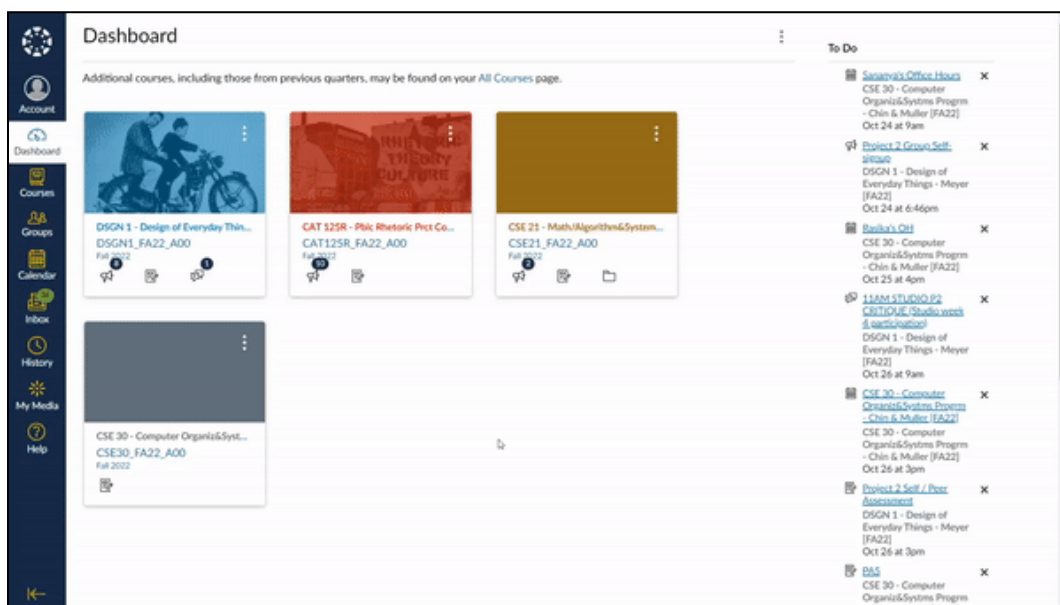 Dashboard
Additional courses, including those from previous quarters, may be found on your All Courses page.
Account
Dashboard
Courses
Groups
Calendar
Inbox
History
My Media
Help
RHETORIC
THEORY
CULTURE
DSGN 1 - Design of Everyday Thin...
DSGN1_FA22_A00
Fall 2022
8
1
CAT 125R - Pblc Rhetoric Prct Co...
CAT125R_FA22_A00
Fall 2022
10
CSE 21 - Math/Algorithm&System...
CSE21_FA22_A00
Fall 2022
2
CSE 30 - Computer Organiz&Syst...
CSE30_FA22_A00
Fall 2022
To Do
Sananya's Office Hours
CSE 30 - Computer
Organiz&Systms Progrm
- Chin & Muller [FA22]
Oct 24 at 9am
Project 2 Group Self-
signup
DSGN 1 - Design of
Everyday Things - Meyer
[FA22]
Oct 24 at 6:46pm
Rasika's OH
CSE 30 - Computer
Organiz&Systms Progrm
- Chin & Muller [FA22]
Oct 25 at 4pm
11AM STUDIO P2
CRITIQUE (Studio week
4 participation)
DSGN 1 - Design of
Everyday Things - Meyer
[FA22]
Oct 26 at 9am
CSE 30 - Computer
Organiz&Systms Progrm
- Chin & Muller [FA22]
CSE 30 - Computer
Organiz&Systms Progrm
- Chin & Muller [FA22]
Oct 26 at 3pm
Project 2 Self / Peer
Assessment
DSGN 1 - Design of
Everyday Things - Meyer
[FA22]
Oct 26 at 3pm
PA5
CSE 30 - Computer
Organiz&Systms Progrm